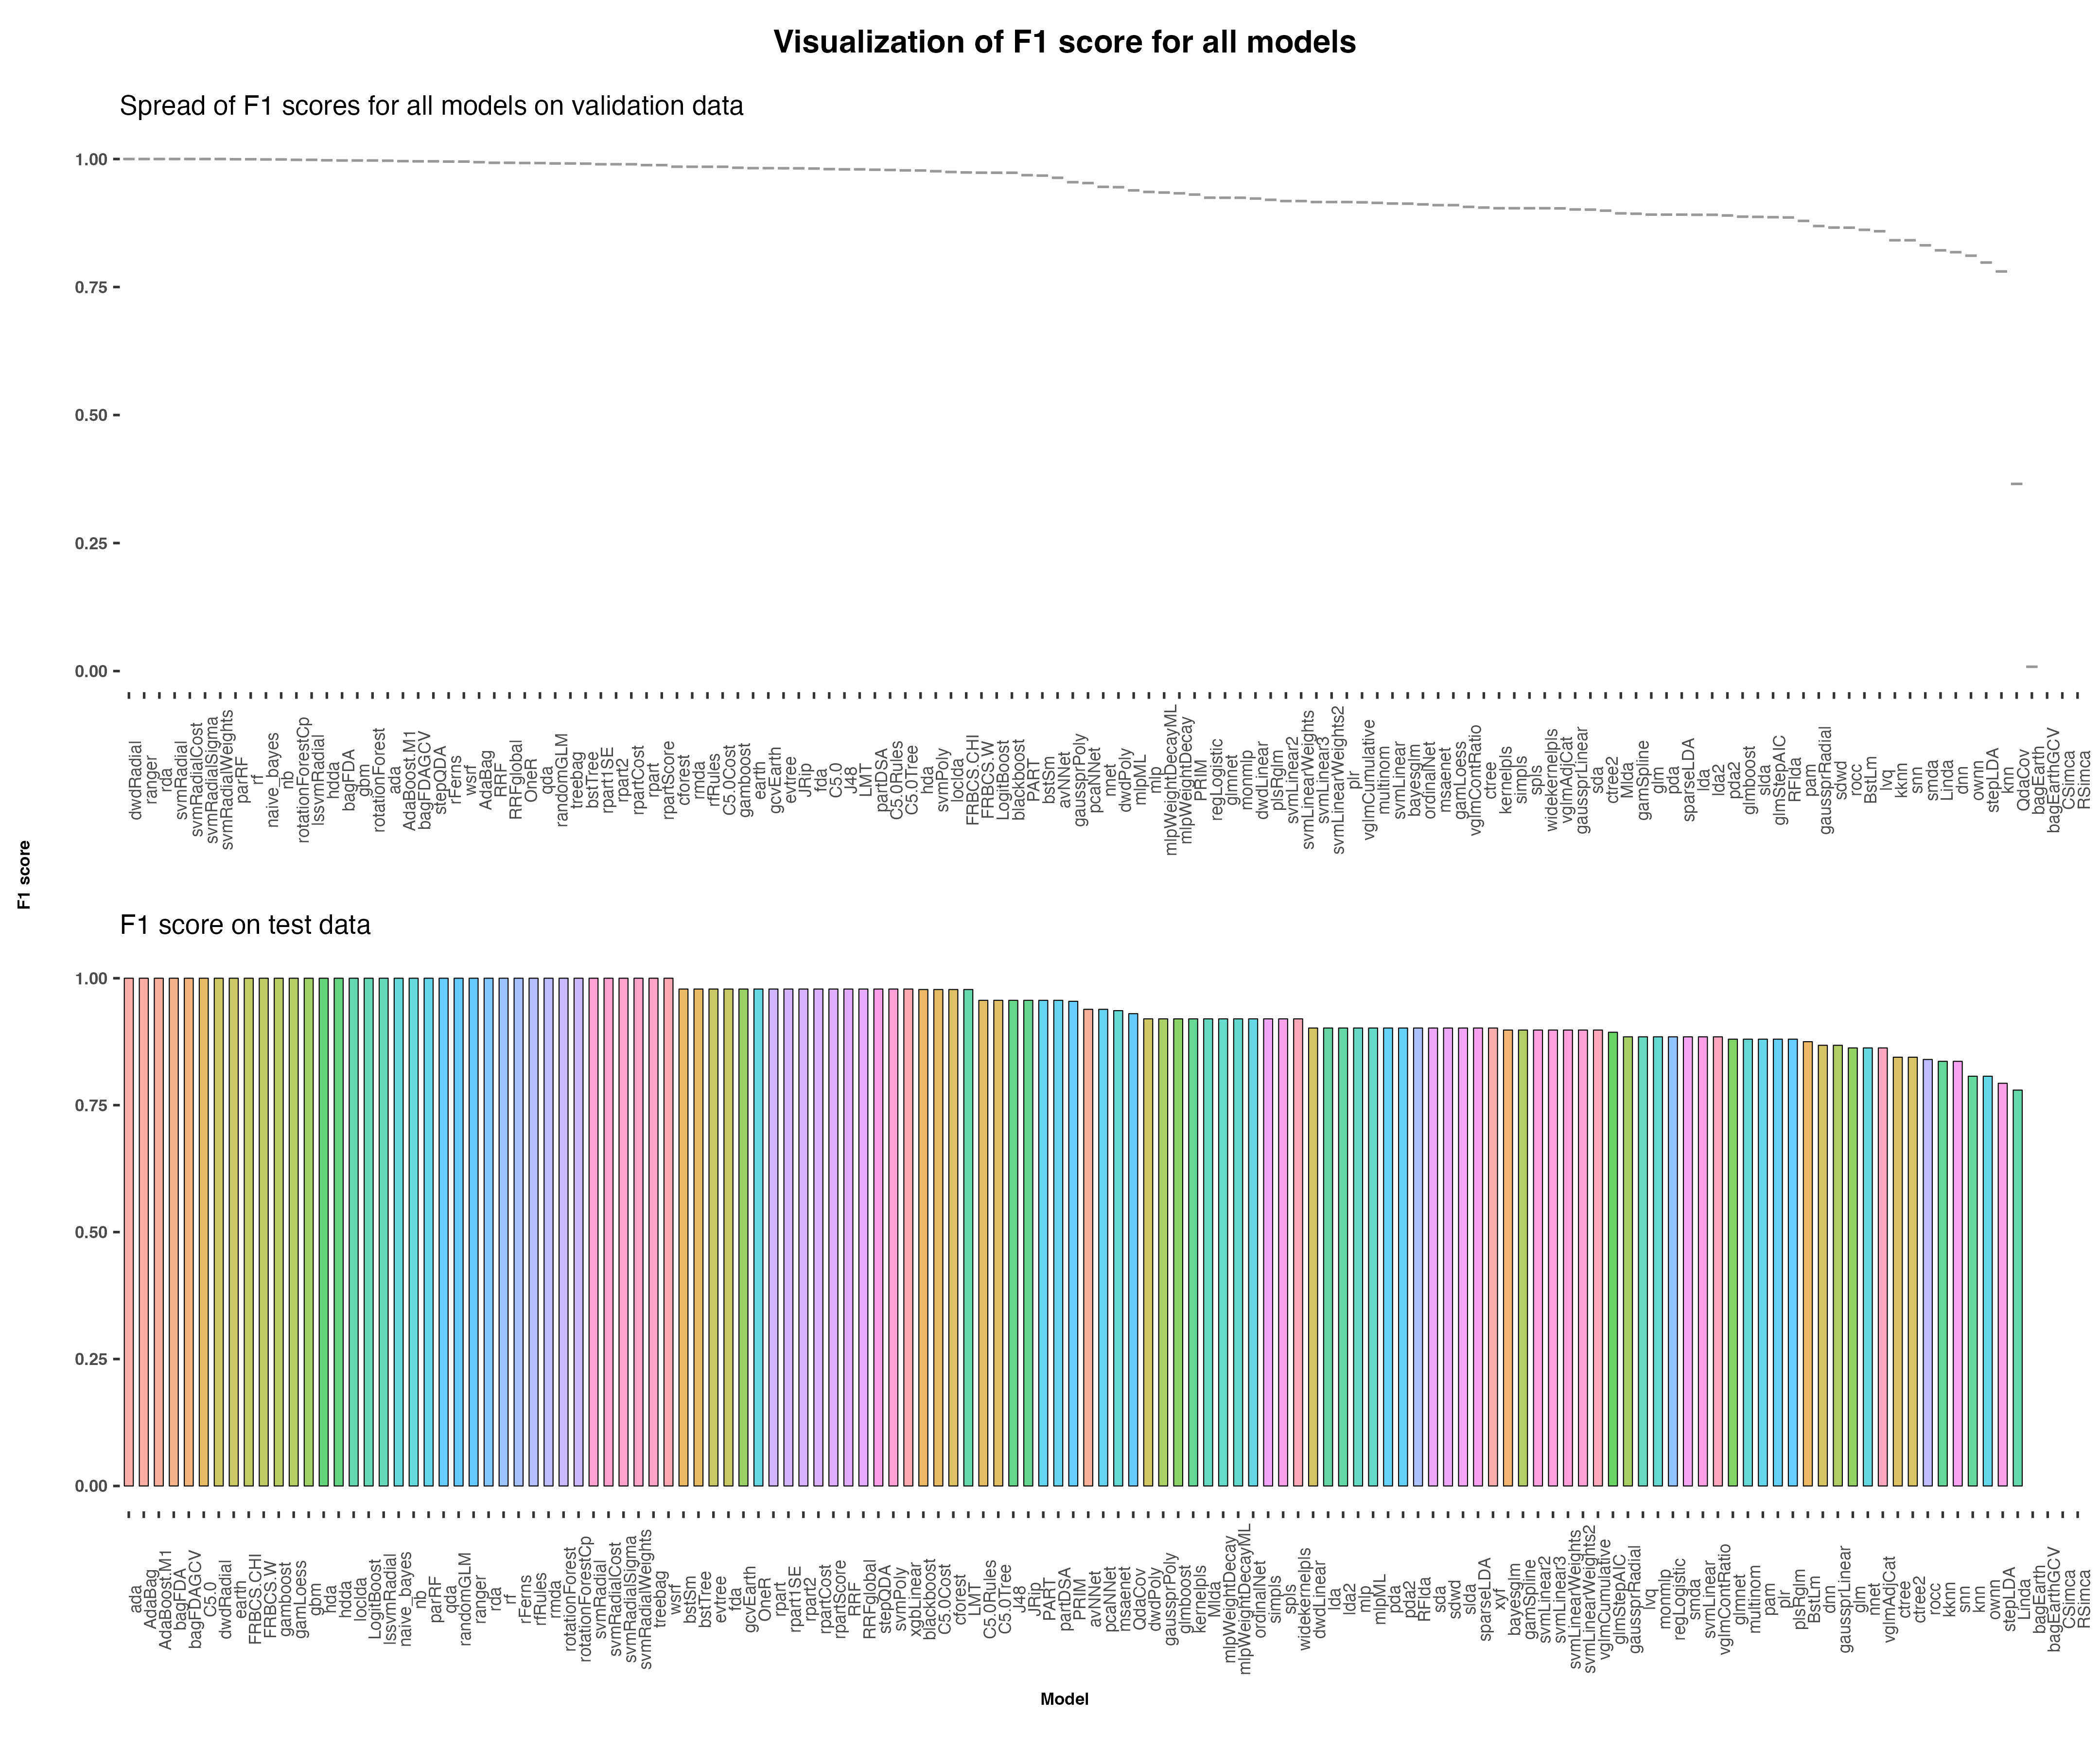 Visualization of F1 score for all models
Spread of F1 scores for all models on validation data
1.00
0.75
0.50
0.25
0.00
dwdRadial
ranger
rda
svmRadial
svmRadialCost
svmRadialSigma
svmRadialWeights
parRF
rf
naive_bayes
nb
rotationForestCp
lssvmRadial
hdda
bagFDA
gbm
rotationForest
ada
AdaBoost.M1
bagFDAGCV
stepQDA
rFerns
wsrf
AdaBag
RRF
RRFglobal
OneR
qda
randomGLM
treebag
bstTree
rpart1SE
rpart2
rpartCost
rpart
rpartScore
cforest
rmda
rfRules
C5.0Cost
gamboost
earth
gcvEarth
evtree
JRip
fda
C5.0
J48
LMT
partDSA
C5.0Rules
C5.0Tree
hda
svmPoly
loclda
FRBCS.CHI
FRBCS.W
LogitBoost
blackboost
PART
bstSm
avNNet
gaussprPoly
pcaNNet
nnet
dwdPoly
mlpML
mlp
mlpWeightDecayML
mlpWeightDecay
PRIM
regLogistic
glmnet
monmlp
dwdLinear
plsRglm
svmLinear2
svmLinearWeights
svmLinear3
svmLinearWeights2
plr
vglmCumulative
multinom
svmLinear
bayesglm
ordinalNet
msaenet
gamLoess
vglmContRatio
ctree
kernelpls
simpls
spls
widekernelpls
vglmAdjCat
gaussprLinear
sda
ctree2
Mlda
gamSpline
glm
pda
sparseLDA
lda
lda2
pda2
glmboost
slda
glmStepAIC
RFlda
pam
gaussprRadial
sdwd
rocc
BstLm
lvq
kknn
snn
smda
Linda
dnn
ownn
stepLDA
knn
QdaCov
bagEarth
bagEarthGCV
CSimca
RSimca
F1 score
F1 score on test data
1.00
0.75
0.50
0.25
0.00
ada
AdaBag
AdaBoost.M1
bagFDA
bagFDAGCV
C5.0
dwdRadial
earth
FRBCS.CHI
FRBCS.W
gamboost
gamLoess
gbm
hda
hdda
loclda
LogitBoost
lssvmRadial
naive_bayes
nb
parRF
qda
randomGLM
ranger
rda
rf
rFerns
rfRules
rmda
rotationForest
rotationForestCp
svmRadial
svmRadialCost
svmRadialSigma
svmRadialWeights
treebag
wsrf
bstSm
bstTree
evtree
fda
gcvEarth
OneR
rpart
rpart1SE
rpart2
rpartCost
rpartScore
RRF
RRFglobal
stepQDA
svmPoly
xgbLinear
blackboost
C5.0Cost
cforest
LMT
C5.0Rules
C5.0Tree
J48
JRip
PART
partDSA
PRIM
avNNet
pcaNNet
msaenet
QdaCov
dwdPoly
gaussprPoly
glmboost
kernelpls
Mlda
mlpWeightDecay
mlpWeightDecayML
ordinalNet
simpls
spls
widekernelpls
dwdLinear
lda
lda2
mlp
mlpML
pda
pda2
RFlda
sda
sdwd
slda
sparseLDA
xyf
bayesglm
gamSpline
svmLinear2
svmLinear3
svmLinearWeights
svmLinearWeights2
vglmCumulative
glmStepAIC
gaussprRadial
lvq
monmlp
regLogistic
smda
svmLinear
vglmContRatio
glmnet
multinom
pam
plr
plsRglm
BstLm
dnn
gaussprLinear
glm
nnet
vglmAdjCat
ctree
ctree2
rocc
kknn
snn
knn
ownn
stepLDA
Linda
bagEarth
bagEarthGCV
CSimca
RSimca
Model